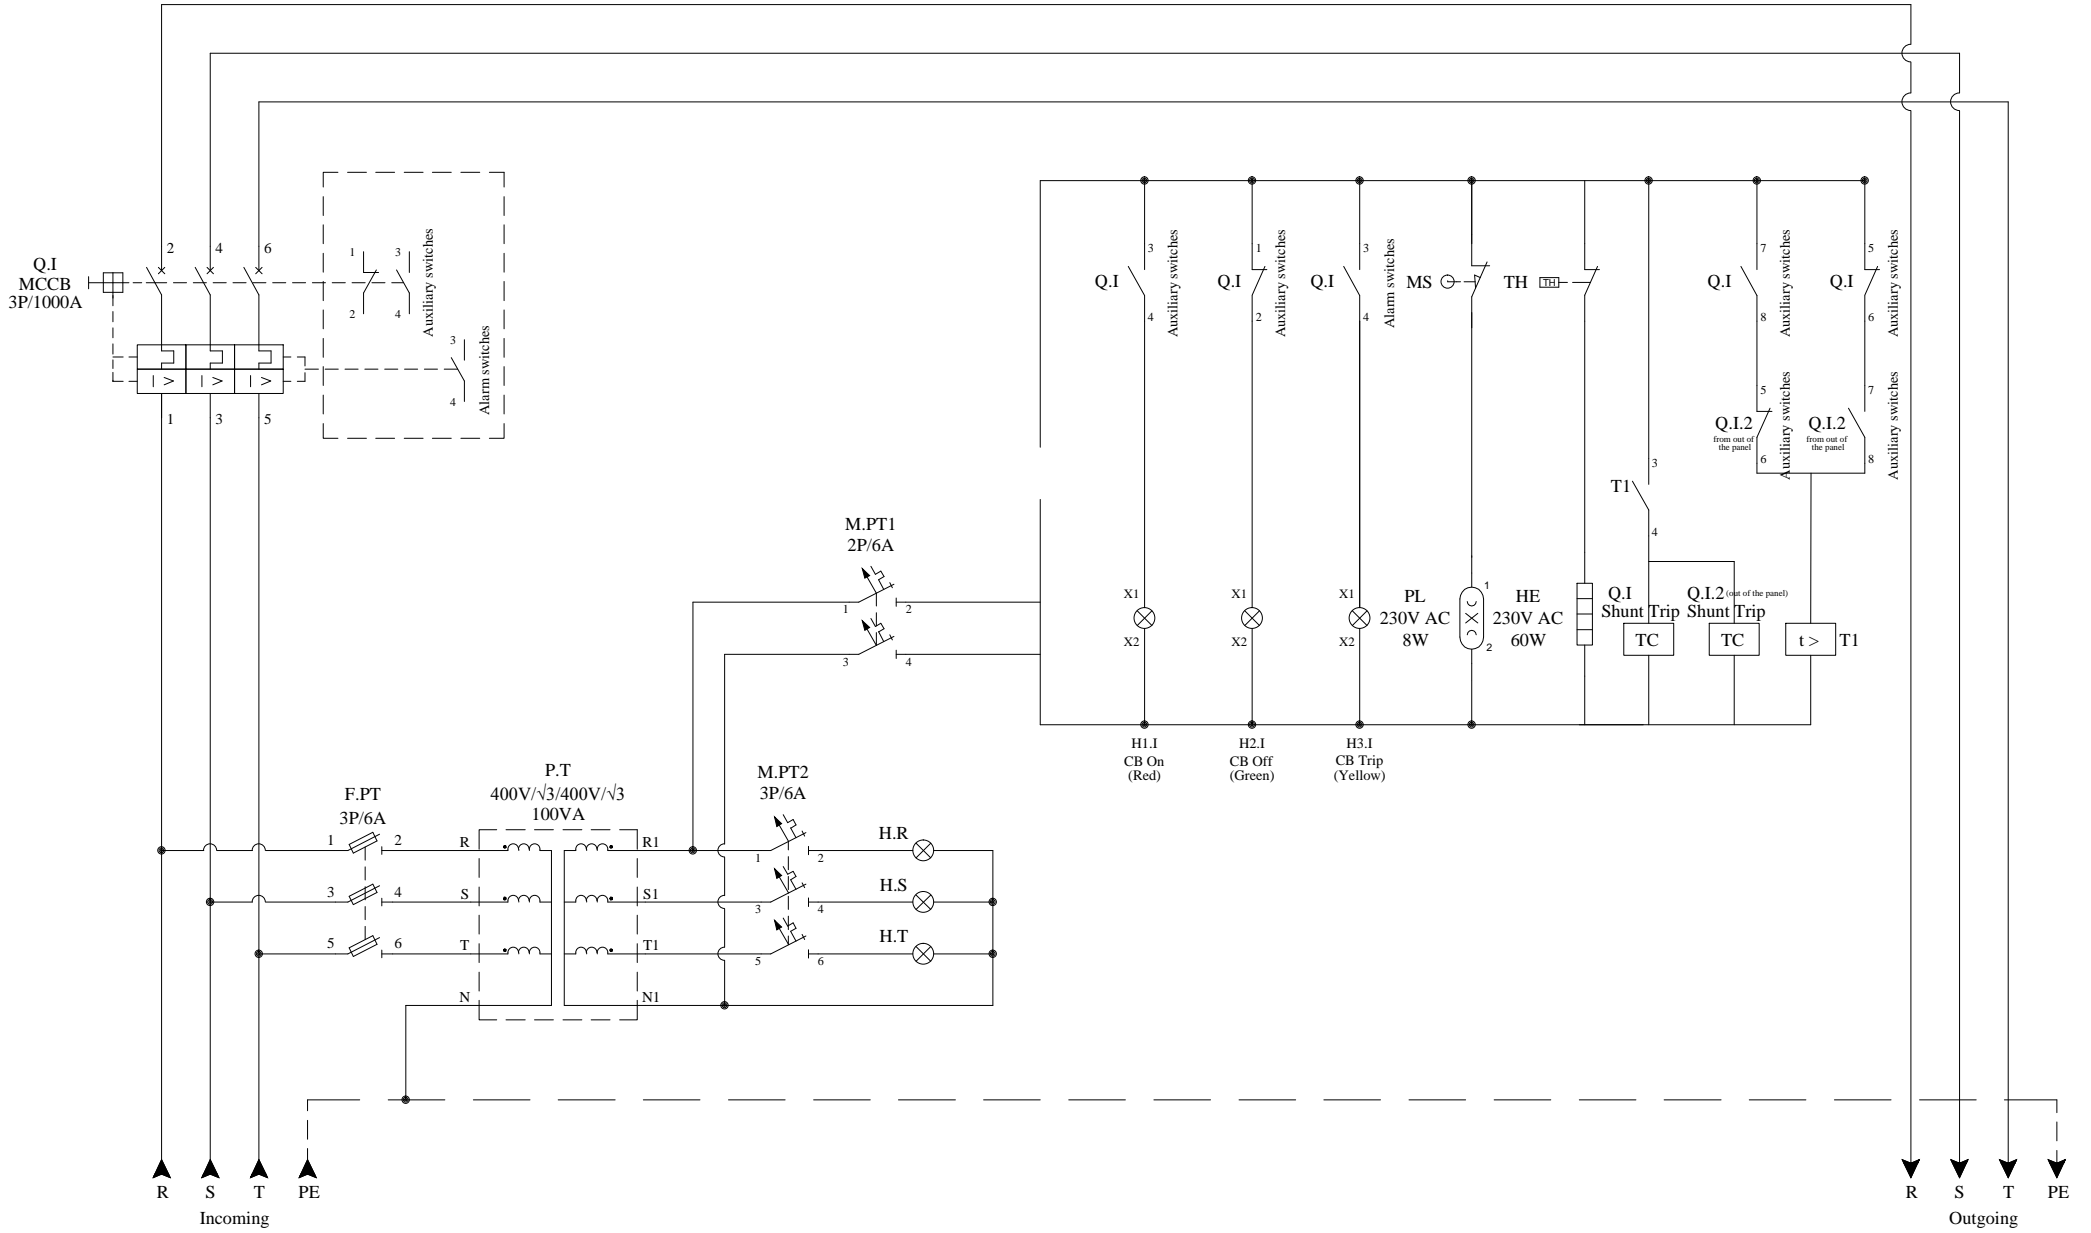 Q.I
MCCB
3P/1000A
2
4
6
1
2
3
4
Auxiliary switches
3
4
Alarm switches
| >
| >
| >
1
3
5
Q.I
3
4
Auxiliary switches
Q.I
1
2
Auxiliary switches
Q.I
3
4
Alarm switches
MS
TH
TH
Q.I
7
8
Auxiliary switches
Q.I
5
6
Auxiliary switches
Q.I.2
from out of
the panel
5
6
Auxiliary switches
Q.I.2
from out of
the panel
7
8
Auxiliary switches
T1
3
4
M.PT1
2P/6A
1
2
3
4
X1
X2
X1
X2
X1
X2
PL
230V AC
8W
1
2
HE
230V AC
60W
Q.I
Shunt Trip
TC
Q.I.2 (out of the panel)
Shunt Trip
TC
t >
T1
H1.I
CB On
(Red)
H2.I
CB Off
(Green)
H3.I
CB Trip
(Yellow)
F.PT
3P/6A
P.T
400V/√3/400V/√3
100VA
M.PT2
3P/6A
1
2
R
R1
1
2
H.R
3
4
S
S1
3
4
H.S
5
6
T
T1
5
6
H.T
N
N1
R
S
T
PE
Incoming
R
S
T
PE
Outgoing